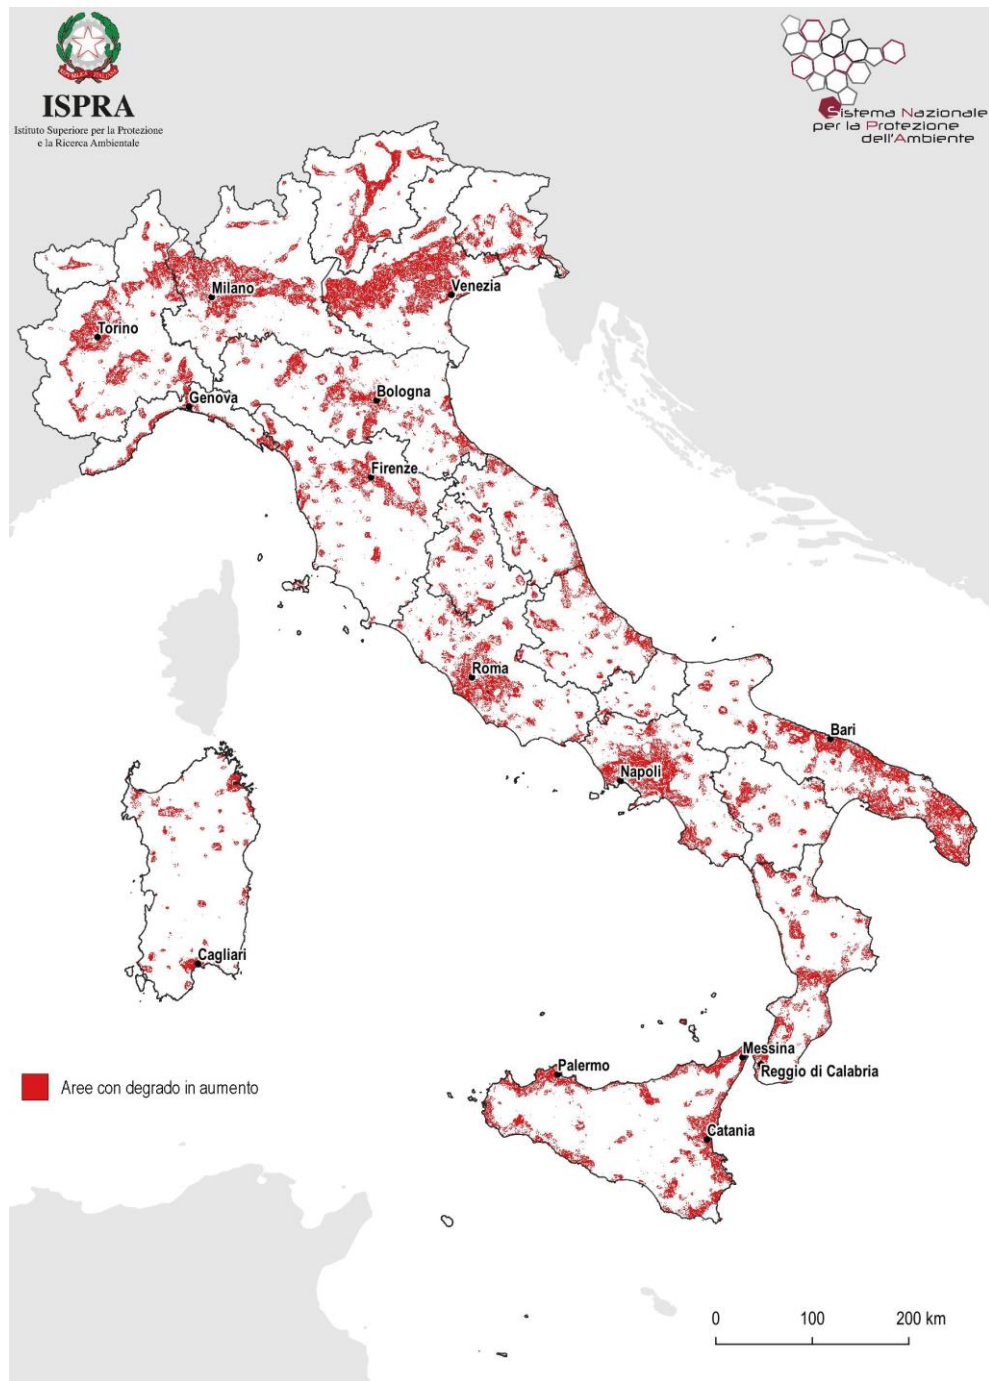 ISPRA
Istituto Superiore per la Protezione
e la Ricerca Ambientale
Sistema Nazionale
per la Protezione
dell'Ambiente
Milano
Venezia
Torino
Genova
Bologna
Firenze
Roma
Bari
Napoli
Cagliari
Messina
Palermo
Reggio di Calabria
Aree con degrado in aumento
Catania
0 100 200 km